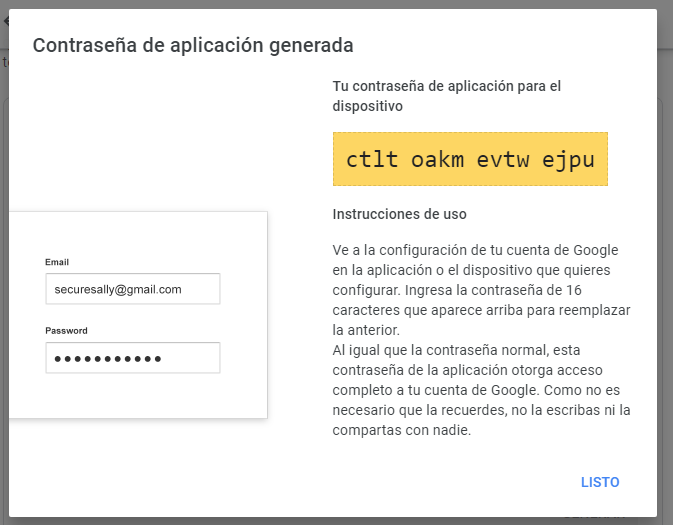 Contraseña de aplicación generada
Tu contraseña de aplicación para el
dispositivo
ctlt oakm evtw ejpu
Email
securesally@gmail.com
Password
●●●●●●●●●●●
Instrucciones de uso
Ve a la configuración de tu cuenta de Google
en la aplicación o el dispositivo que quieres
configurar. Ingresa la contraseña de 16
caracteres que aparece arriba para reemplazar
la anterior.
Al igual que la contraseña normal, esta
contraseña de la aplicación otorga acceso
completo a tu cuenta de Google. Como no es
necesario que la recuerdes, no la escribas ni la
compartas con nadie.
LISTO